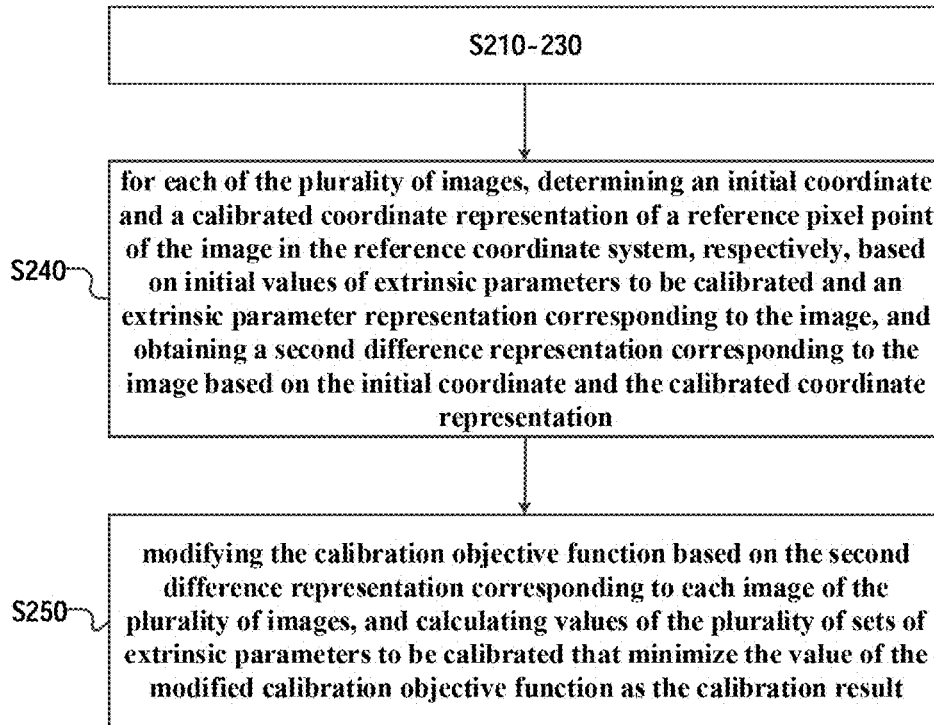 S210-230
for each of the plurality of images, determining an initial coordinate
and a calibrated coordinate representation of a reference pixel point
of the image in the reference coordinate system, respectively, based
on initial values of extrinsic parameters to be calibrated and an
extrinsic parameter representation corresponding to the image, and
obtaining a second difference representation corresponding to the
image based on the initial coordinate and the calibrated coordinate
representation
S240
modifying the calibration objective function based on the second
difference representation corresponding to each image of the
plurality of images, and calculating values of the plurality of sets of
extrinsic parameters to be calibrated that minimize the value of the
modified calibration objective function as the calibration result
S250